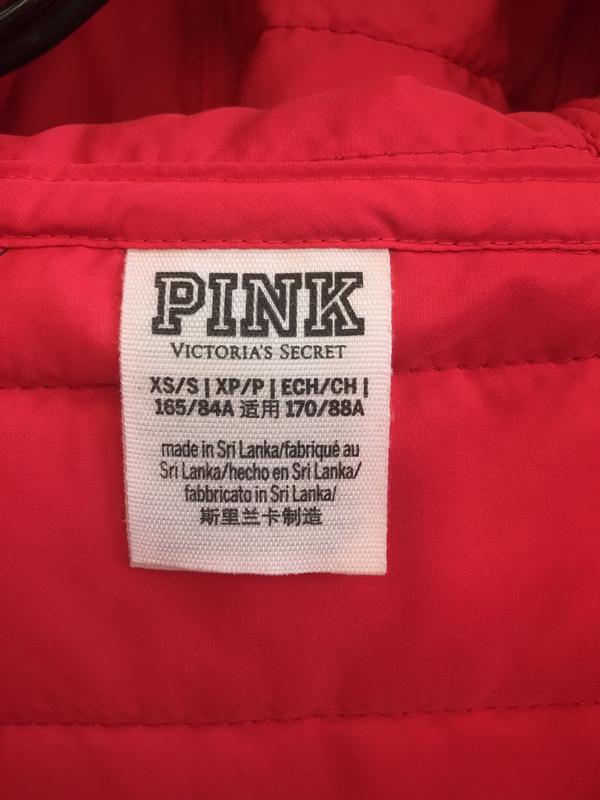 PINK
VICTORIA'S SECRET
XS/S | XP/P | ECH/CH |
165/84A 适用 170/88A
made in Sri Lanka/fabriqué au
Sri Lanka/hecho en Sri Lanka/
fabbricato in Sri Lanka/
斯里兰卡制造